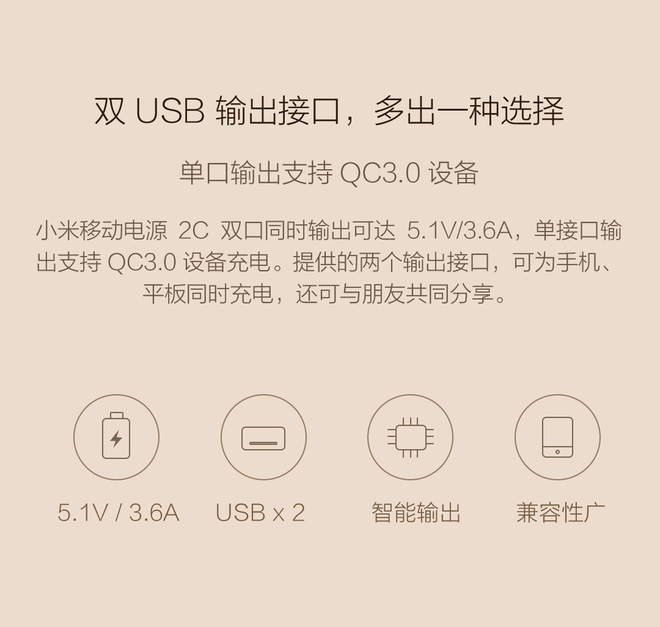 双 USB 输出接口，多出一种选择
单口输出支持 QC3.0 设备
小米移动电源 2C 双口同时输出可达 5.1V/3.6A，单接口输
出支持 QC3.0 设备充电。提供的两个输出接口，可为手机、
平板同时充电，还可与朋友共同分享。
5.1V / 3.6A
USB x 2
智能输出
兼容性广